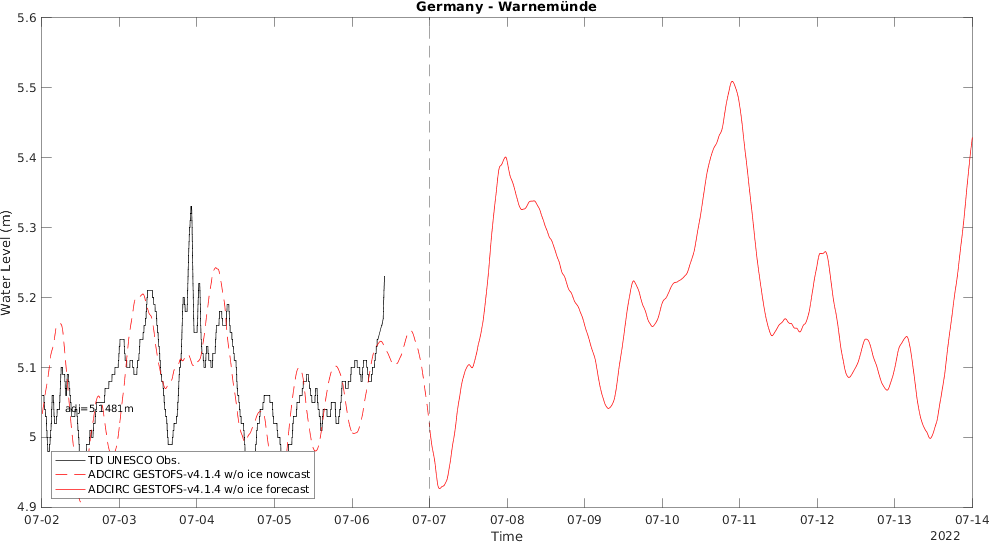 Germany - Warnemünde
5.6
5.5
5.4
5.3
5.2
5.1
5
4.9
Water Level (m)
adj=5.1481m
TD UNESCO Obs.
ADCIRC GESTOFS-v4.1.4 w/o ice nowcast
ADCIRC GESTOFS-v4.1.4 w/o ice forecast
07-02 07-03 07-04 07-05 07-06 07-07 07-08 07-09 07-10 07-11 07-12 07-13 07-14
Time
2022